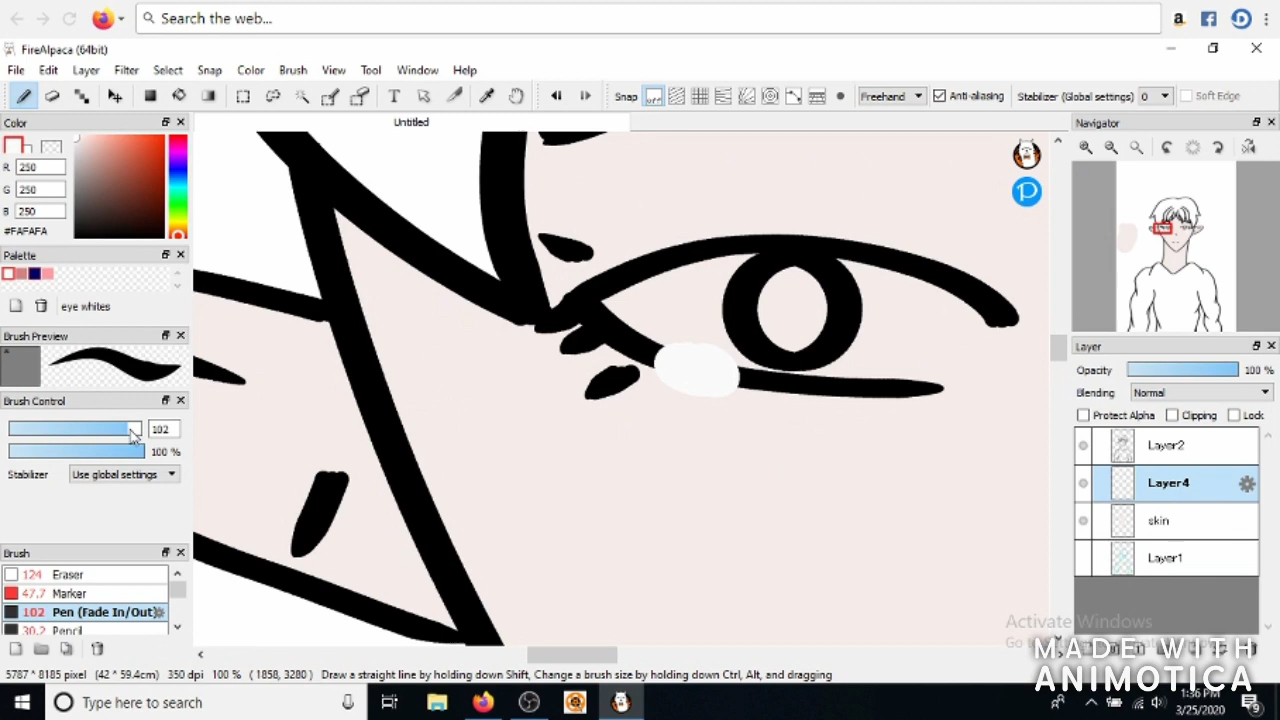 Search the web...
FireAlpaca (64bit)
File Edit Layer Filter Select Snap Color Brush View Tool Window Help
Snap off Freehand Anti-aliasing Stabilizer (Global settings) 0 Soft Edge
Color
Untitled
Navigator
R 250
G 250
B 250
#FAFAFA
Palette
eye whites
Brush Preview
Layer
Opacity 100 %
Blending Normal
Brush Control
Protect Alpha Clipping Lock
102
100 %
Layer2
Stabilizer Use global settings
Layer4
skin
Brush
Layer1
124 Eraser
47.7 Marker
102 Pen (Fade In/Out)
30.2 Pencil
Activate Windows
MADE WITH
ANIMOTICA
5787 * 8185 pixel (42 * 59.4cm) 350 dpi 100 % ( 1858, 3280 ) Draw a straight line by holding down Shift, Change a brush size by holding down Ctrl, Alt, and dragging
Type here to search
1:36 PM
3/25/2020
9